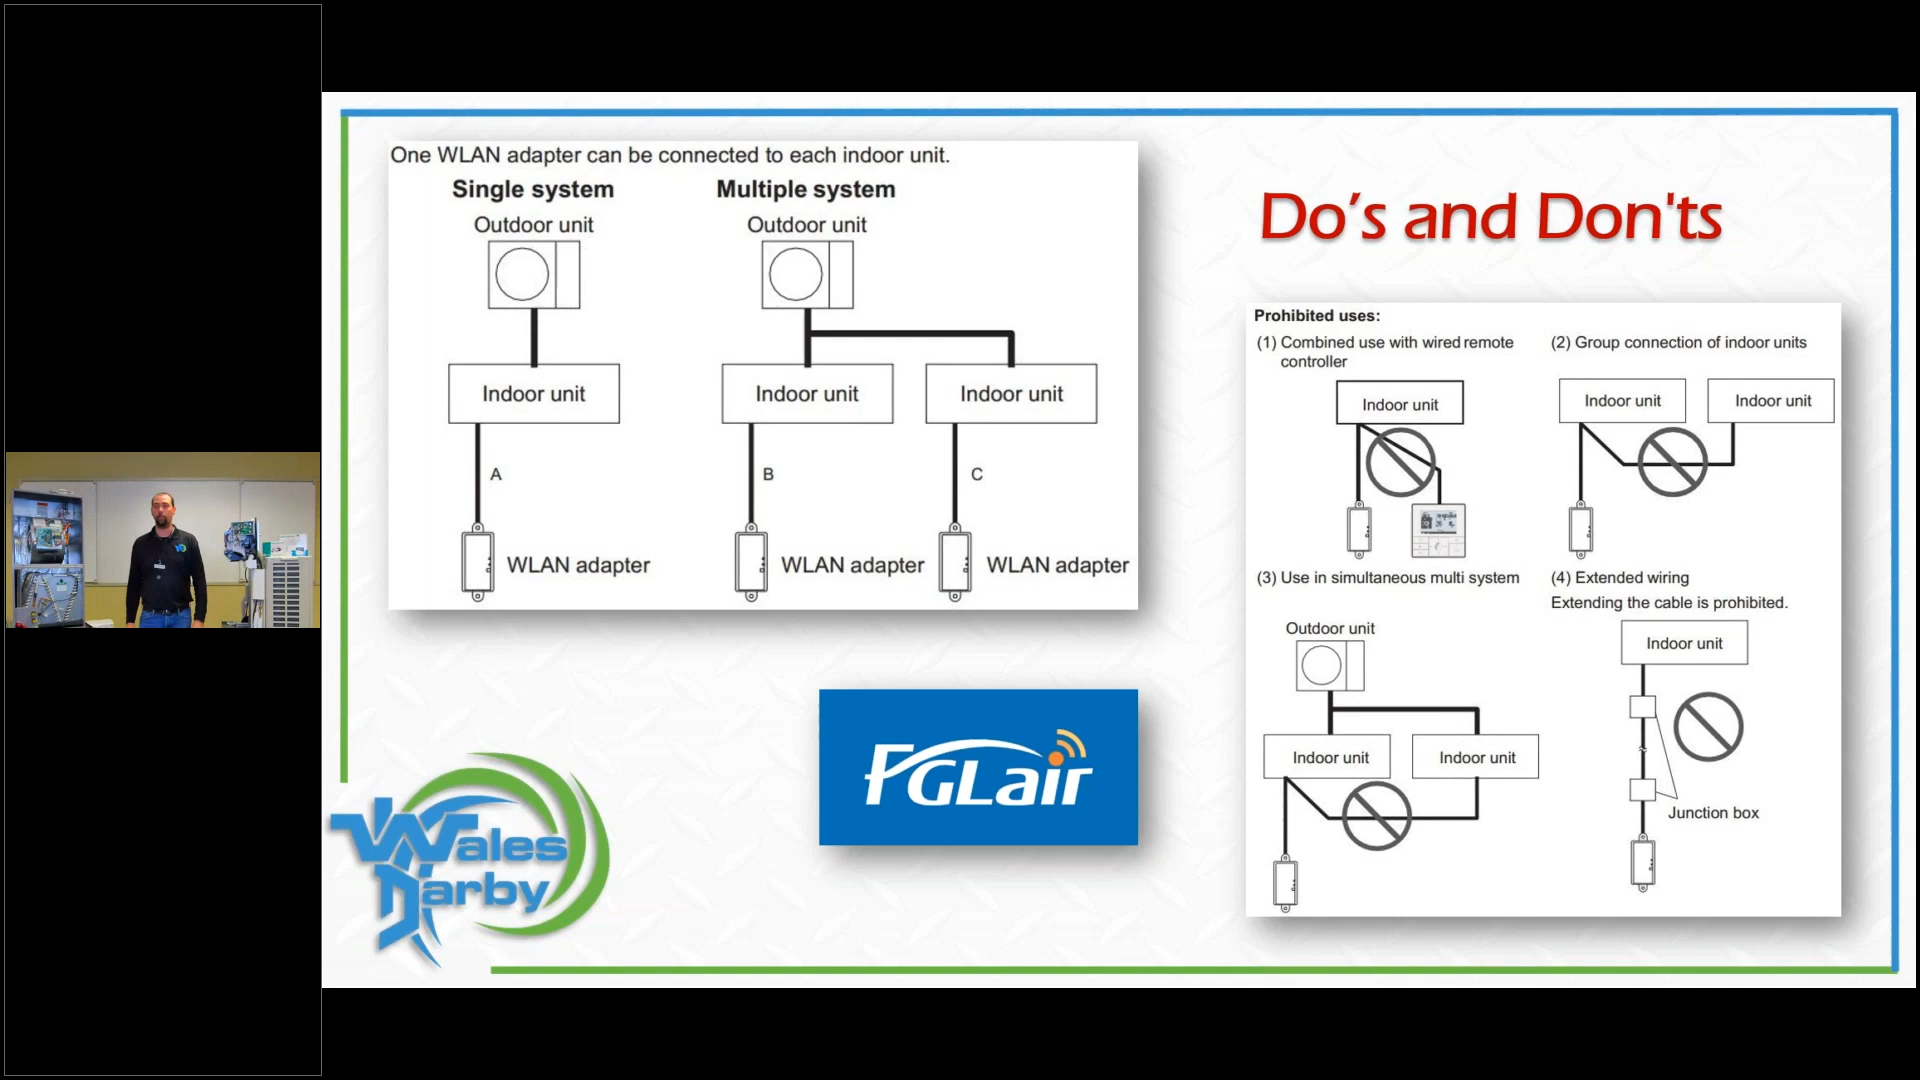 One WLAN adapter can be connected to each indoor unit.
Single system
Multiple system
Outdoor unit
Outdoor unit
Indoor unit
Indoor unit
Indoor unit
A
B
C
WLAN adapter
WLAN adapter
WLAN adapter
Do’s and Don'ts
Prohibited uses:
(1) Combined use with wired remote
controller
Indoor unit
(2) Group connection of indoor units
Indoor unit
Indoor unit
(3) Use in simultaneous multi system
Outdoor unit
Indoor unit
Indoor unit
(4) Extended wiring
Extending the cable is prohibited.
Indoor unit
Junction box
FGLair
Wales
Darby